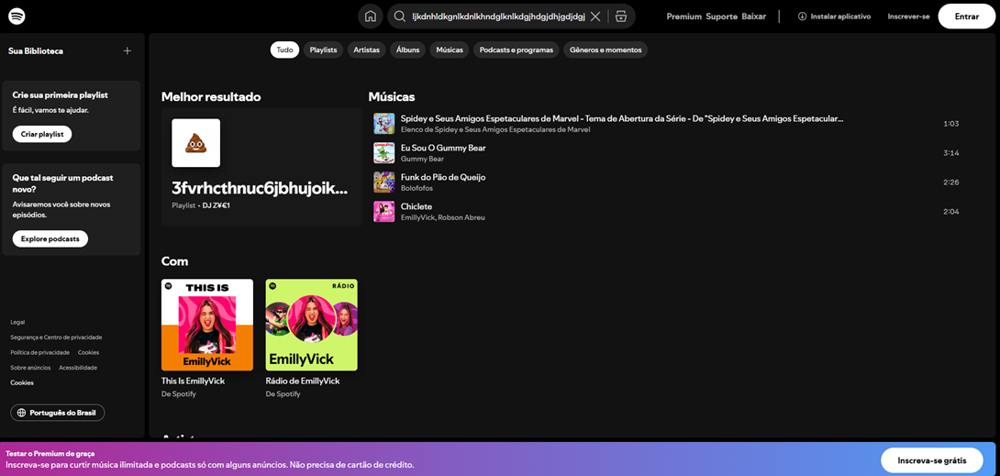 ljkdnhldkgnlkdnlkhndglknlkdgjhdgjdhjgdjdgj
Premium Suporte Baixar
Instalar aplicativo
Inscrever-se
Entrar
Sua Biblioteca
Crie sua primeira playlist
É fácil, vamos te ajudar.
Criar playlist
Que tal seguir um podcast
novo?
Avisaremos você sobre novos
episódios.
Explore podcasts
Legal
Segurança e Centro de privacidade
Política de privacidade Cookies
Sobre anúncios Acessibilidade
Cookies
Português do Brasil
Tudo Playlists Artistas Álbuns Músicas Podcasts e programas Gêneros e momentos
Melhor resultado
3fvrhcthnuc6jbhujoik...
Playlist • DJ Z¥€1
Músicas
Spidey e Seus Amigos Espetaculares de Marvel - Tema de Abertura da Série - De "Spidey e Seus Amigos Espetacular...
Elenco de Spidey e Seus Amigos Espetaculares de Marvel
1:03
Eu Sou O Gummy Bear
Gummy Bear
3:14
Funk do Pão de Queijo
Bolofofos
2:26
Chiclete
EmillyVick, Robson Abreu
2:04
Com
THIS IS
EmillyVick
This Is EmillyVick
De Spotify
RÁDIO
EmillyVick
Rádio de EmillyVick
De Spotify
Testar o Premium de graça
Inscreva-se para curtir música ilimitada e podcasts só com alguns anúncios. Não precisa de cartão de crédito.
Inscreva-se grátis